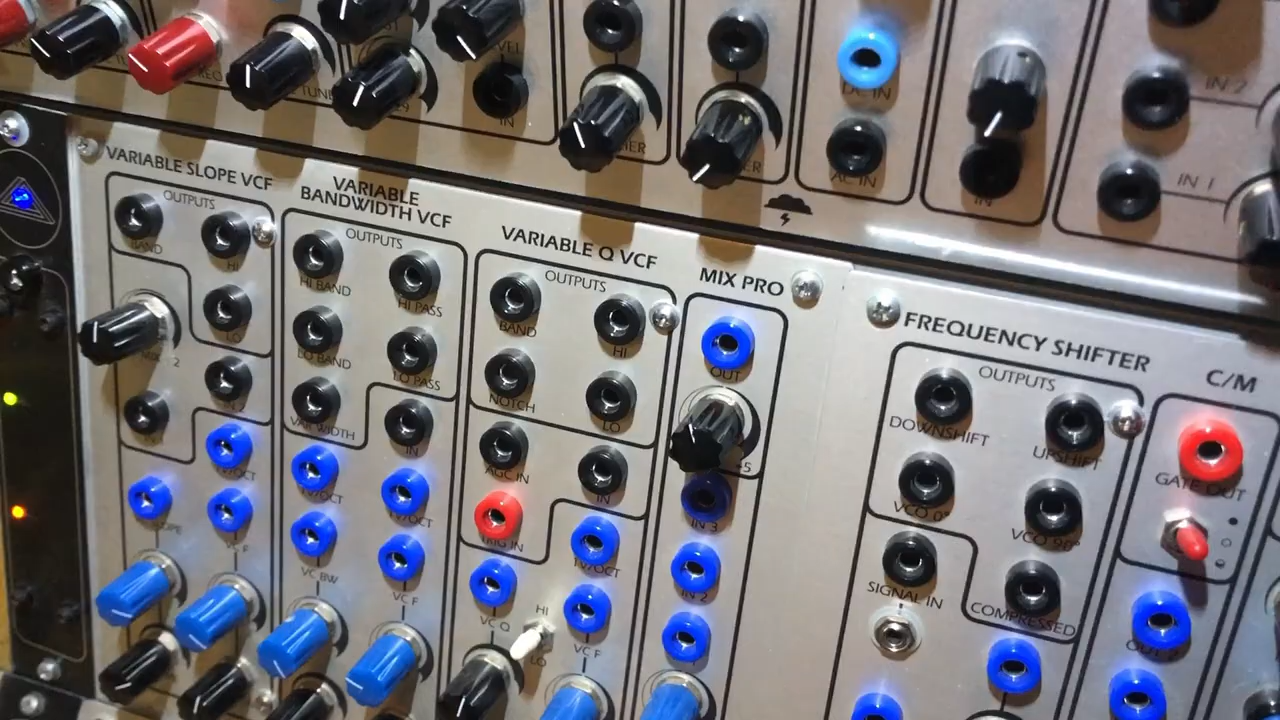 IN
DC IN
AC IN
IN
IN 2
IN 1
VARIABLE SLOPE VCF
OUTPUTS
BAND
HI
LO
IN
1V/OCT
VC F
VARIABLE
BANDWIDTH VCF
OUTPUTS
HI BAND
HI PASS
LO BAND
LO PASS
VAR WIDTH
IN
1V/OCT
1V/OCT
VC BW
VC F
VARIABLE Q VCF
OUTPUTS
BAND
HI
NOTCH
LO
AGC IN
IN
TRIG IN
1V/OCT
VC Q
HI
LO
VC F
MIX PRO
OUT
+5
IN 3
IN 2
FREQUENCY SHIFTER
OUTPUTS
DOWNSHIFT
UPSHIFT
VCO 0°
VCO 90°
SIGNAL IN
COMPRESSED
C/M
GATE OUT